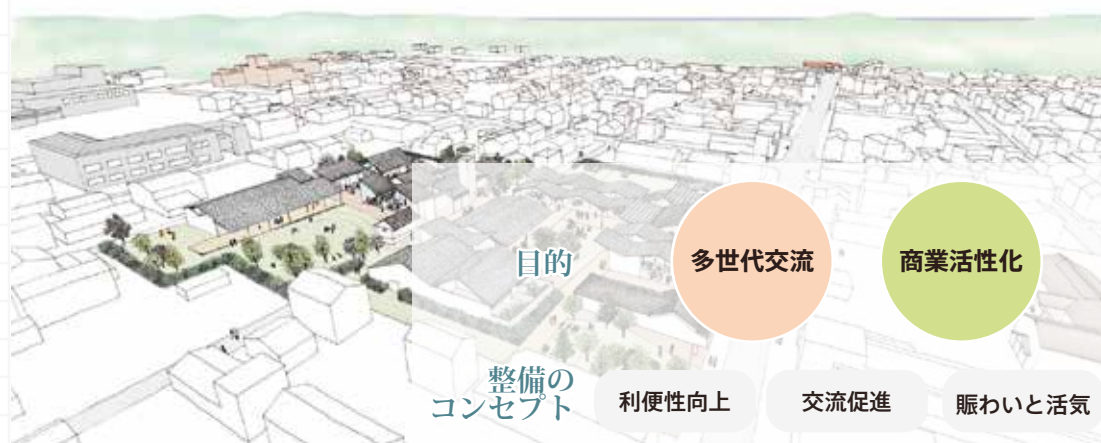 目的
多世代交流
商業活性化
整備の
コンセプト
利便性向上
交流促進
賑わいと活気